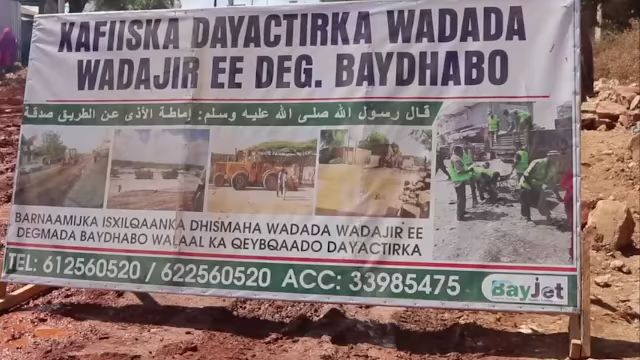 XAFIISKA DAYACTIRKA WADADA
WADAJIR EE DEG. BAYDHABO
قال رسول الله صلى الله عليه وسلم: إماطة الأذى عن الطريق صدقة
BARNAAMIJKA ISXILQAANKA DHISMAHA WADADA WADAJIR EE
DEGMADA BAYDHABO WALAAL KA QEYBQAADO DAYACTIRKA
TEL: 612560520 / 622560520 ACC: 33985475
BayJet